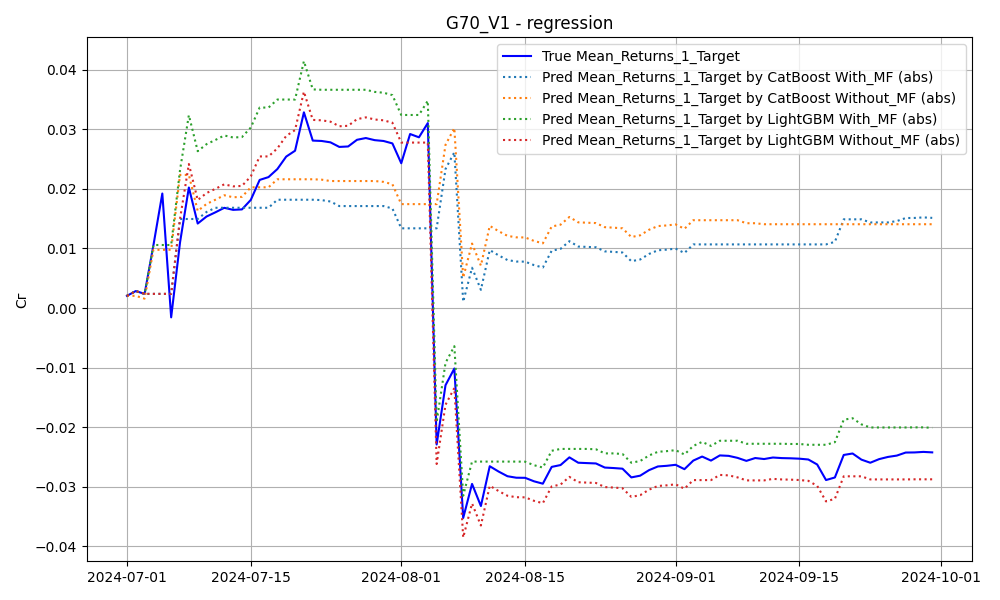 G70_V1 - regression
True Mean_Returns_1_Target
Pred Mean_Returns_1_Target by CatBoost With_MF (abs)
Pred Mean_Returns_1_Target by CatBoost Without_MF (abs)
Pred Mean_Returns_1_Target by LightGBM With_MF (abs)
Pred Mean_Returns_1_Target by LightGBM Without_MF (abs)
Cr
0.04
0.03
0.02
0.01
0.00
−0.01
−0.02
−0.03
−0.04
2024-07-01
2024-07-15
2024-08-01
2024-08-15
2024-09-01
2024-09-15
2024-10-01